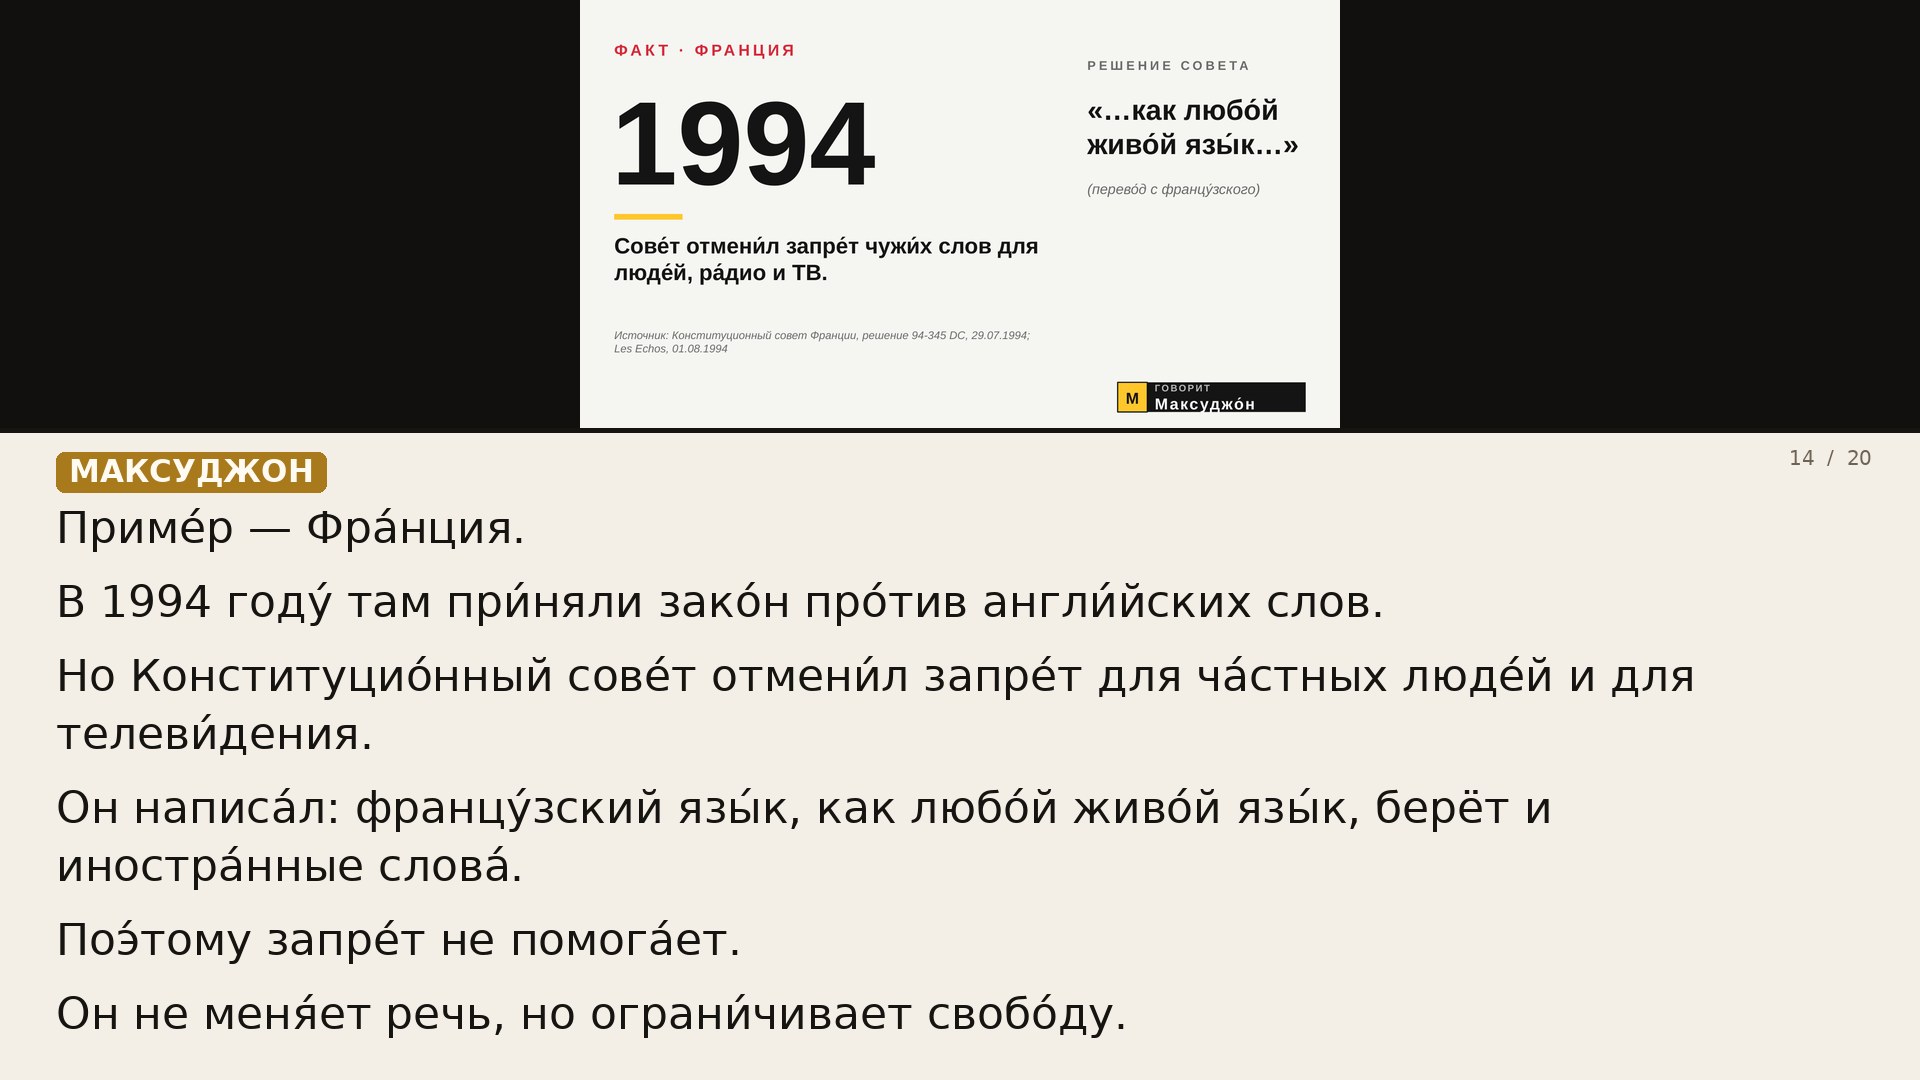 ФАКТ · ФРАНЦИЯ
1994
Сове́т отмени́л запре́т чужи́х слов для
люде́й, ра́дио и ТВ.
Источник: Конституционный совет Франции, решение 94-345 DC, 29.07.1994;
Les Echos, 01.08.1994
РЕШЕНИЕ СОВЕТА
«…как любо́й
живо́й язы́к…»
(перево́д с францу́зского)
М
ГОВОРИТ
Максуджо́н
МАКСУДЖОН
14 / 20
Приме́р — Фра́нция.
В 1994 году́ там при́няли зако́н про́тив англи́йских слов.
Но Конституцио́нный сове́т отмени́л запре́т для ча́стных люде́й и для
телеви́дения.
Он написа́л: францу́зский язы́к, как любо́й живо́й язы́к, берёт и
иностра́нные слова́.
Поэ́тому запре́т не помога́ет.
Он не меня́ет речь, но ограни́чивает свобо́ду.